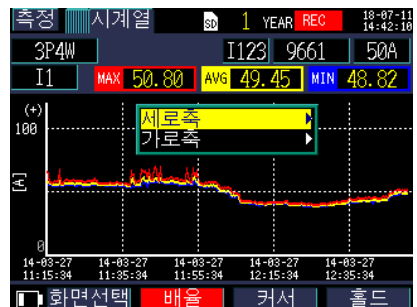 측정 시계열 SD 1 YEAR REC 18-07-11 14:42:10
3P4W I123 9661 50A
I1 MAX 50.80 AVG 49.45 MIN 48.82
(+)
100
세로축
가로축
[A]
0
14-03-27 14-03-27 14-03-27 14-03-27 14-03-27
11:15:34 11:35:34 11:55:34 12:15:34 12:35:34
화면선택 배율 커서 홀드